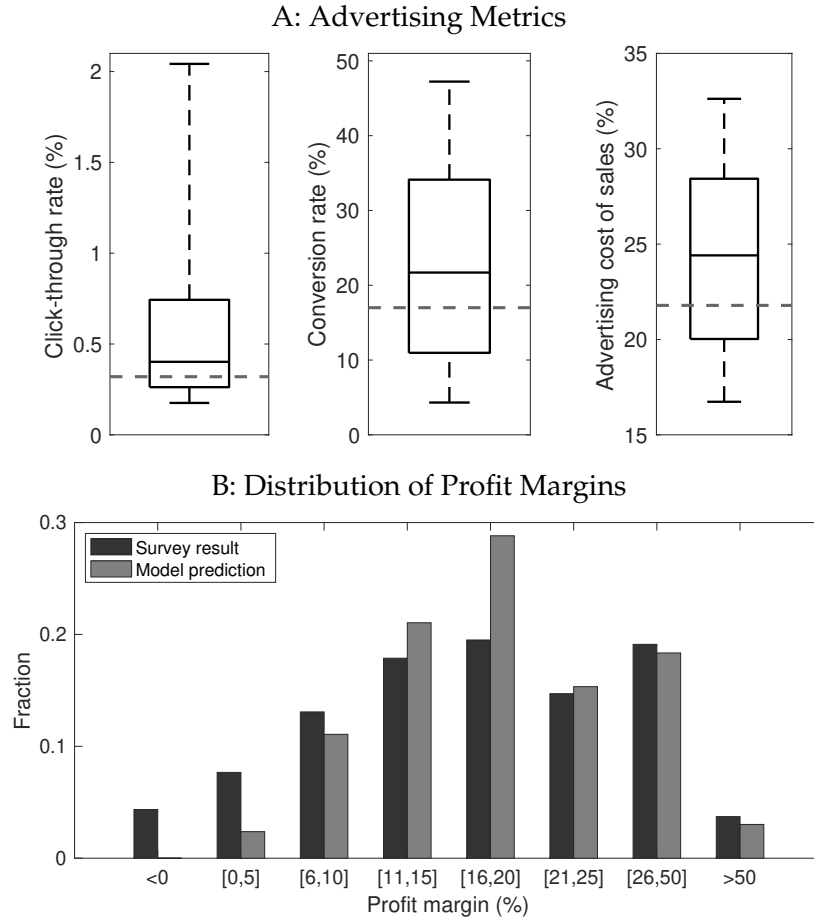 A: Advertising Metrics
Click-through rate (%)
2
1.5
1
0.5
0
Conversion rate (%)
50
40
30
20
10
0
Advertising cost of sales (%)
35
30
25
20
15
B: Distribution of Profit Margins
Fraction
0.3
0.2
0.1
0
Survey result
Model prediction
<0 [0,5] [6,10] [11,15] [16,20] [21,25] [26,50] >50
Profit margin (%)